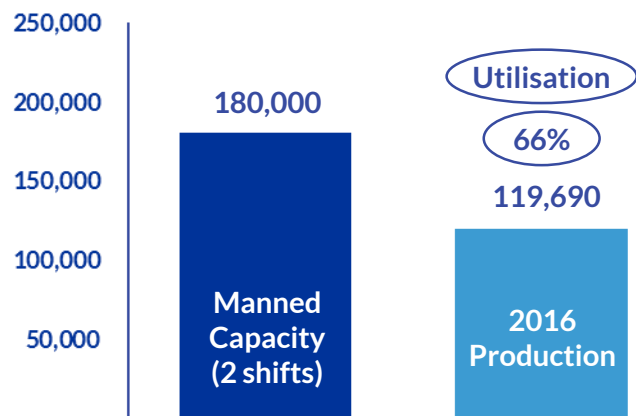 250,000
200,000
150,000
100,000
50,000
180,000
Manned
Capacity
(2 shifts)
Utilisation
66%
119,690
2016
Production